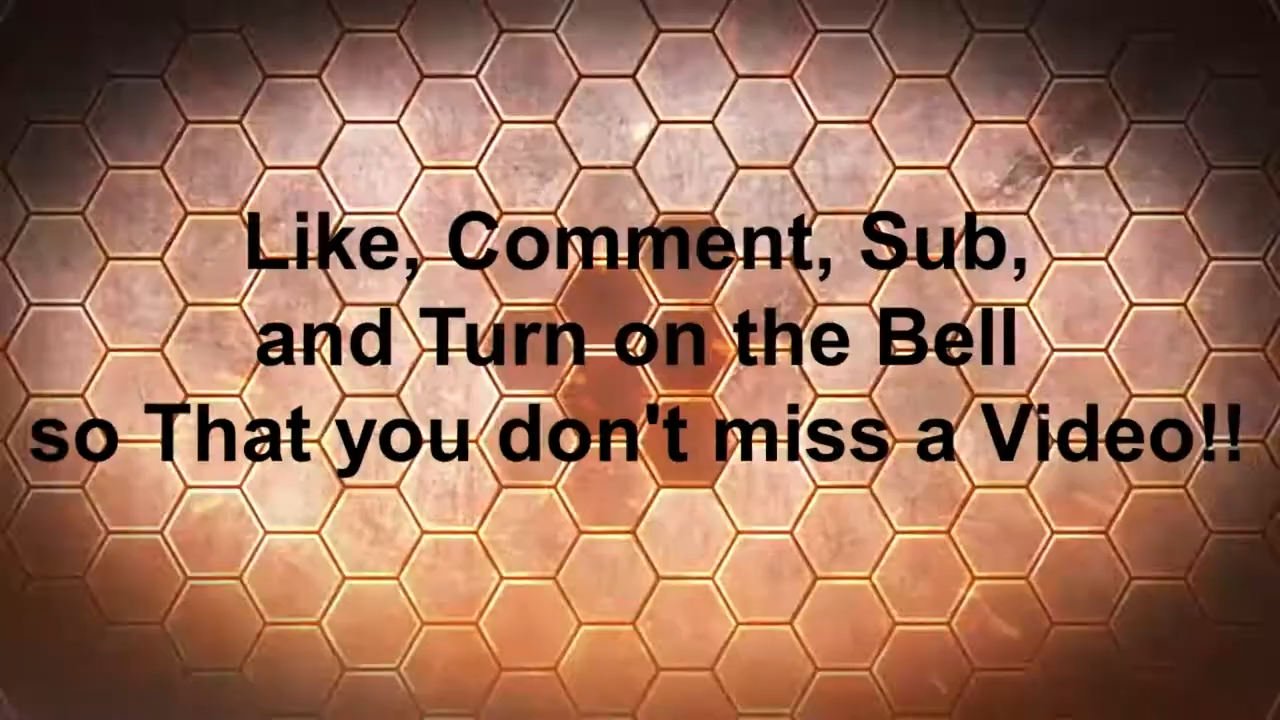 Like, Comment, Sub,
and Turn on the Bell
so That you don't miss a Video!!